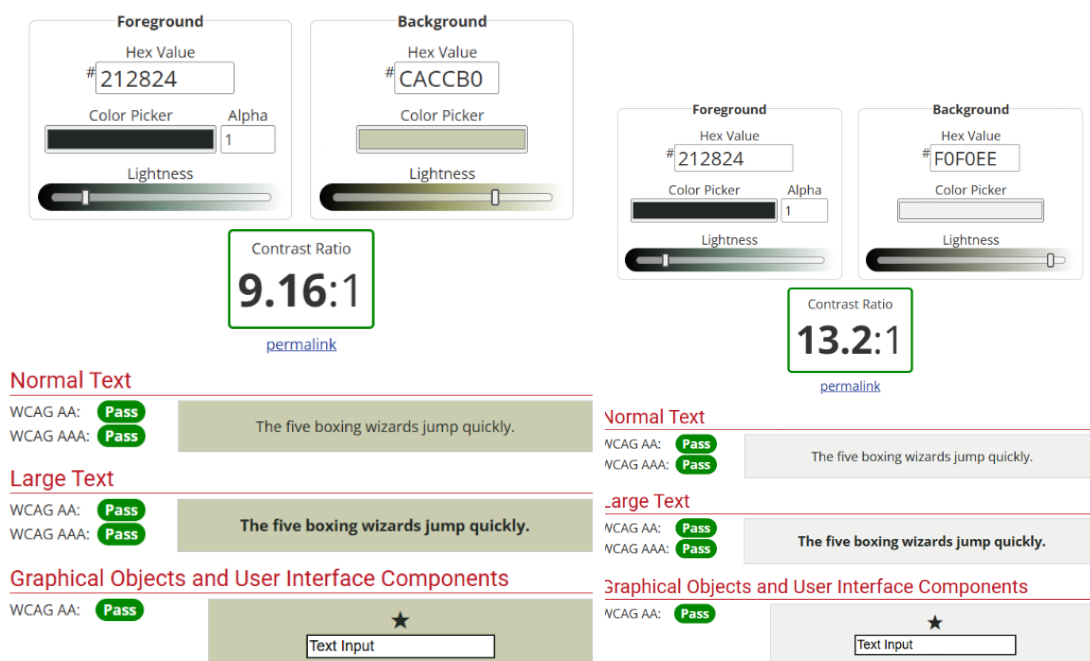 Foreground
Hex Value
# 212824
Color Picker Alpha
1
Lightness
Background
Hex Value
# CACCB0
Color Picker
Lightness
Contrast Ratio
9.16:1
permalink
Normal Text
WCAG AA: Pass
WCAG AAA: Pass
The five boxing wizards jump quickly.
Large Text
WCAG AA: Pass
WCAG AAA: Pass
The five boxing wizards jump quickly.
Graphical Objects and User Interface Components
WCAG AA: Pass
Text Input
Foreground
Hex Value
# 212824
Color Picker Alpha
1
Lightness
Background
Hex Value
# F0F0EE
Color Picker
Lightness
Contrast Ratio
13.2:1
permalink
Normal Text
WCAG AA: Pass
WCAG AAA: Pass
The five boxing wizards jump quickly.
Large Text
WCAG AA: Pass
WCAG AAA: Pass
The five boxing wizards jump quickly.
Graphical Objects and User Interface Components
WCAG AA: Pass
Text Input